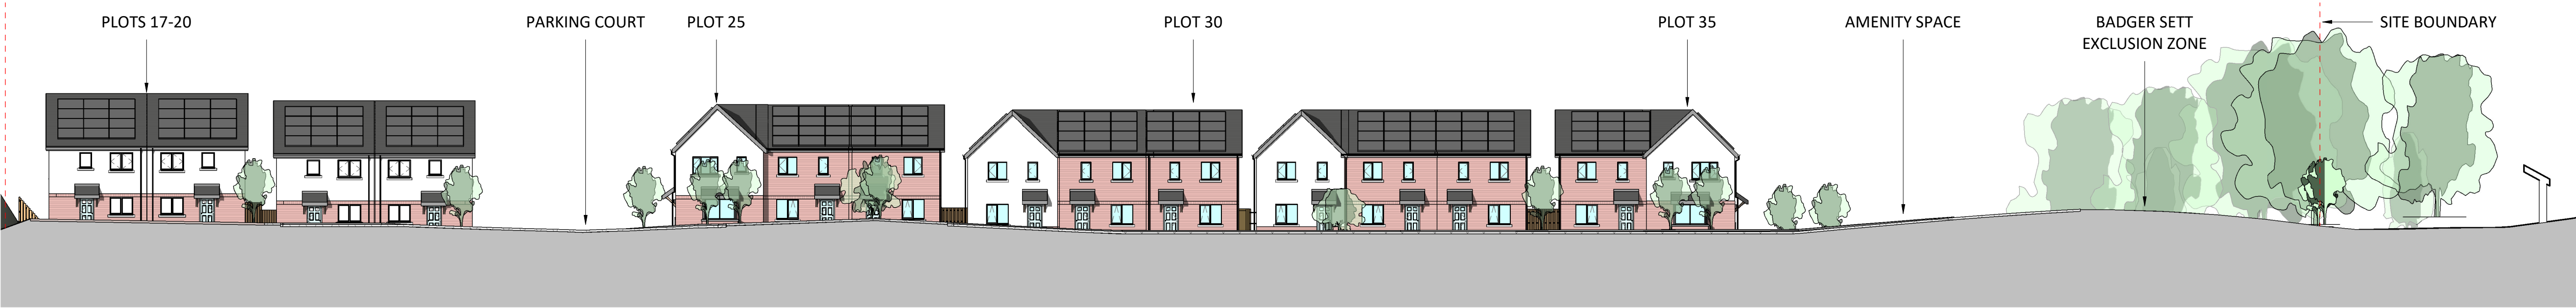 PLOTS 17-20
PARKING COURT
PLOT 25
PLOT 30
PLOT 35
AMENITY SPACE
BADGER SETT
EXCLUSION ZONE
SITE BOUNDARY